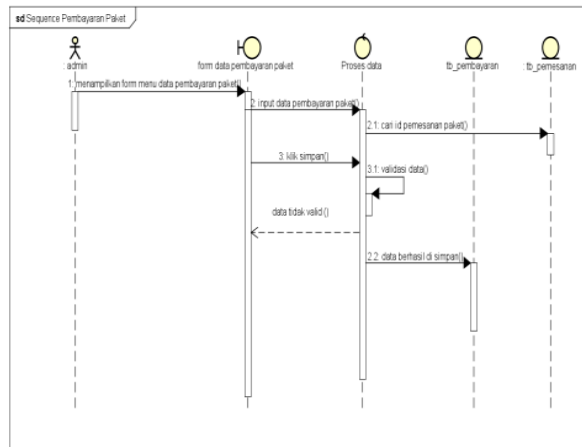 sd Sequence Pembayaran Paket
: admin
form data pembayaran paket
Proses data
tb_pembayaran
: tb_pemesanan
1: menampilkan form menu data pembayaran paket()
2: input data pembayaran paket()
2.1: cari id pemesanan paket()
3: klik simpan()
3.1: validasi data()
data tidak valid ()
2.2: data berhasil di simpan()